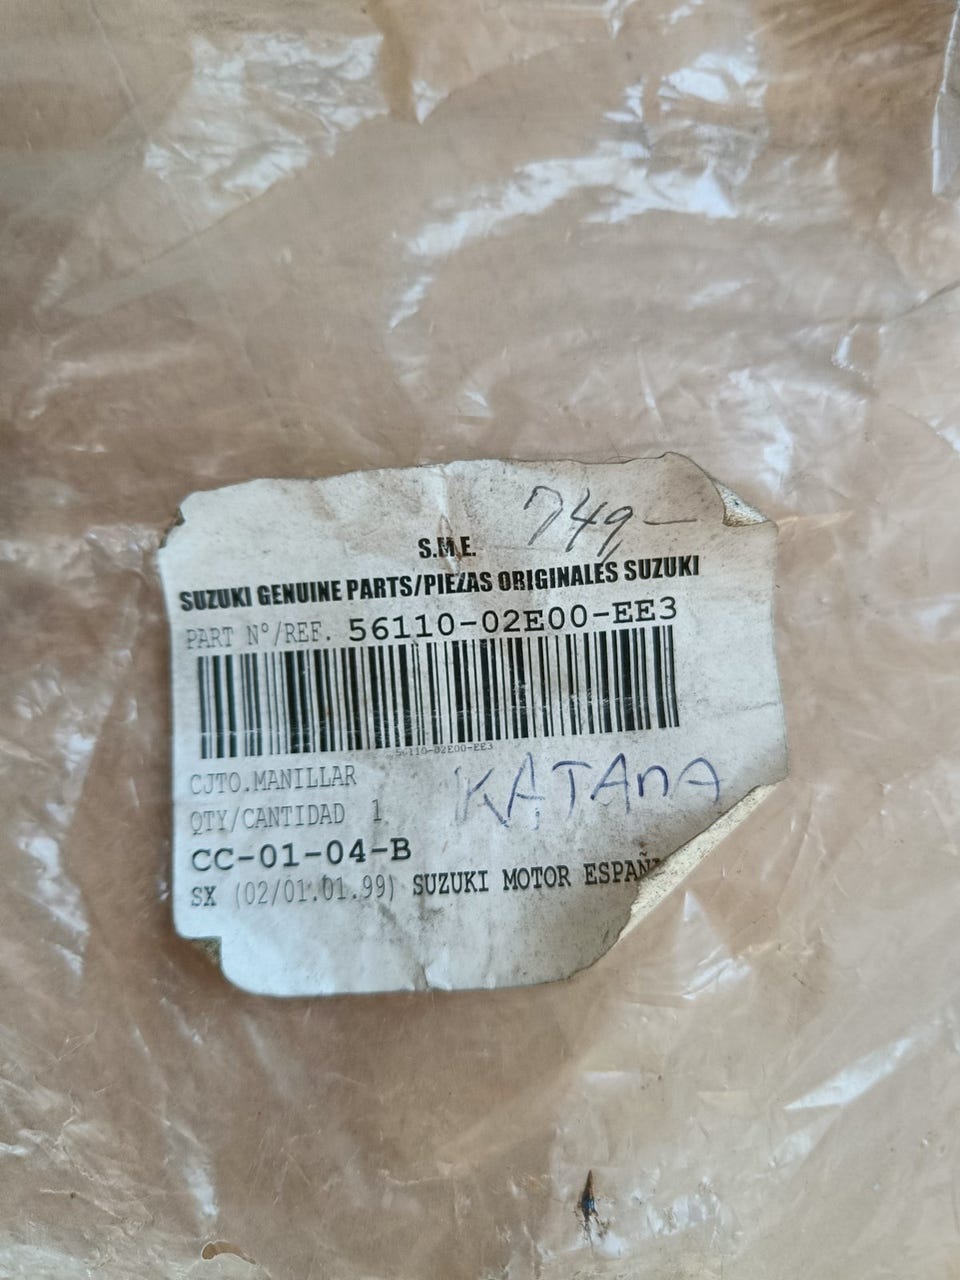 749,—
S.M.E.
SUZUKI GENUINE PARTS/PIEZAS ORIGINALES SUZUKI
PART Nº/REF. 56110-02E00-EE3
56110-02E00-EE3
CJTO.MANILLAR
KATAnA
QTY/CANTIDAD 1
CC-01-04-B
SX (02/01.01.99) SUZUKI MOTOR ESPAÑ